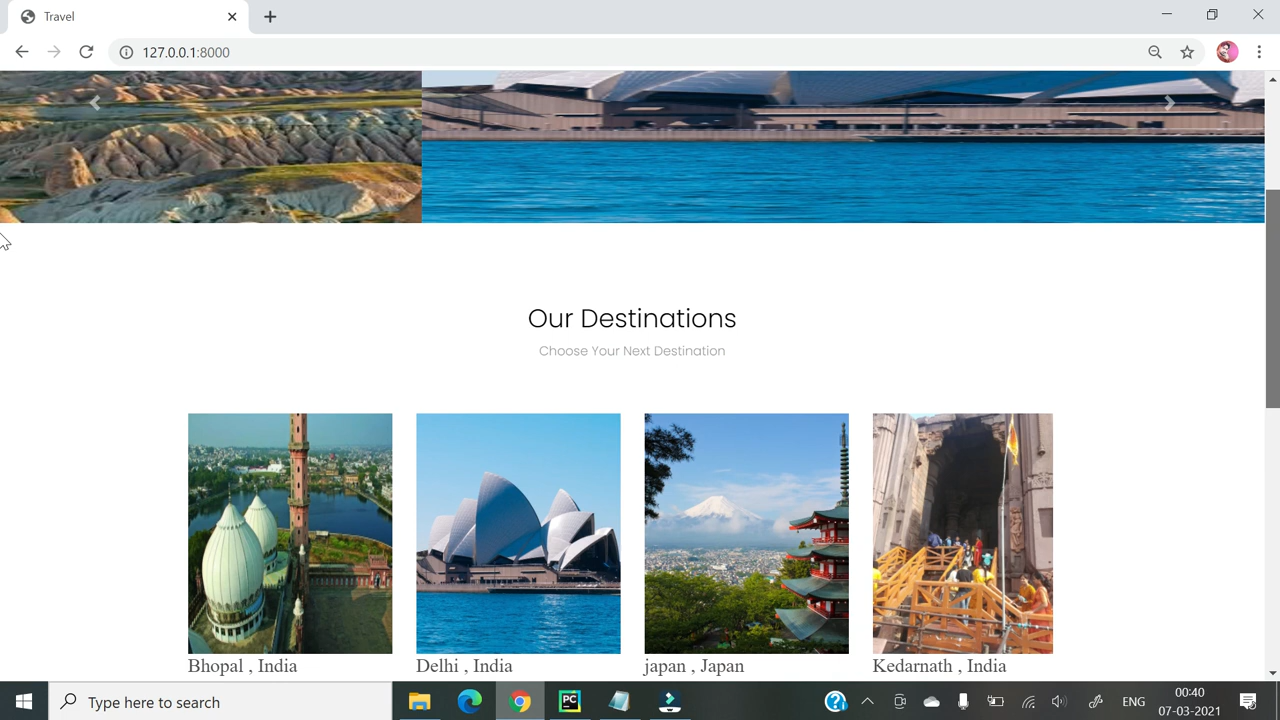 Travel
127.0.0.1:8000
Our Destinations
Choose Your Next Destination
Bhopal , India
Delhi , India
japan , Japan
Kedarnath , India
Type here to search
PC
ENG
00:40
07-03-2021